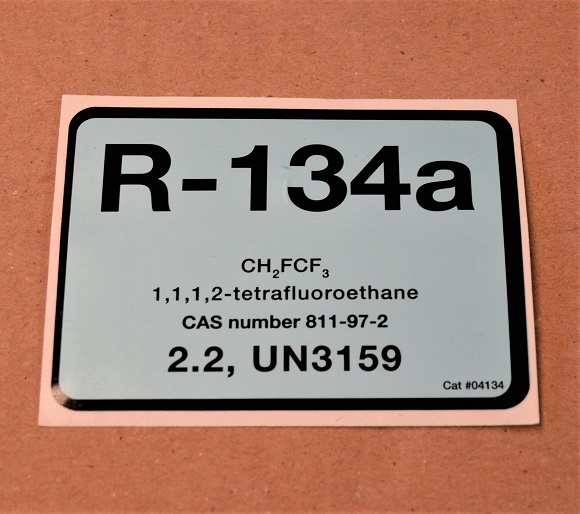 R-134a
CH₂FCF₃
1,1,1,2-tetrafluoroethane
CAS number 811-97-2
2.2, UN3159
Cat #04134